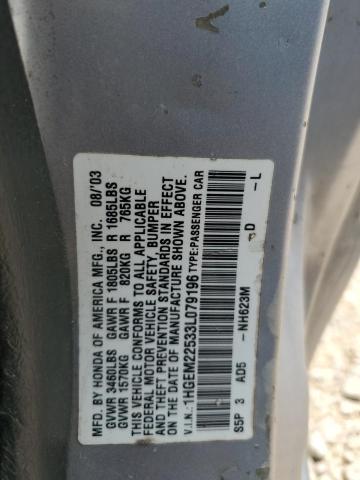 MFD. BY HONDA OF AMERICA MFG., INC. 08/'03
GVWR 3460LBS GAWR F 1805LBS R 1685LBS
GVWR 1570KG GAWR F 820KG R 765KG
THIS VEHICLE CONFORMS TO ALL APPLICABLE
FEDERAL MOTOR VEHICLE SAFETY, BUMPER
AND THEFT PREVENTION STANDARDS IN EFFECT
ON THE DATE OF MANUFACTURE SHOWN ABOVE.
V.I.N.: 1HGEM22533L079196 TYPE:PASSENGER CAR
S5P 3 AD5 -NH623M D -L